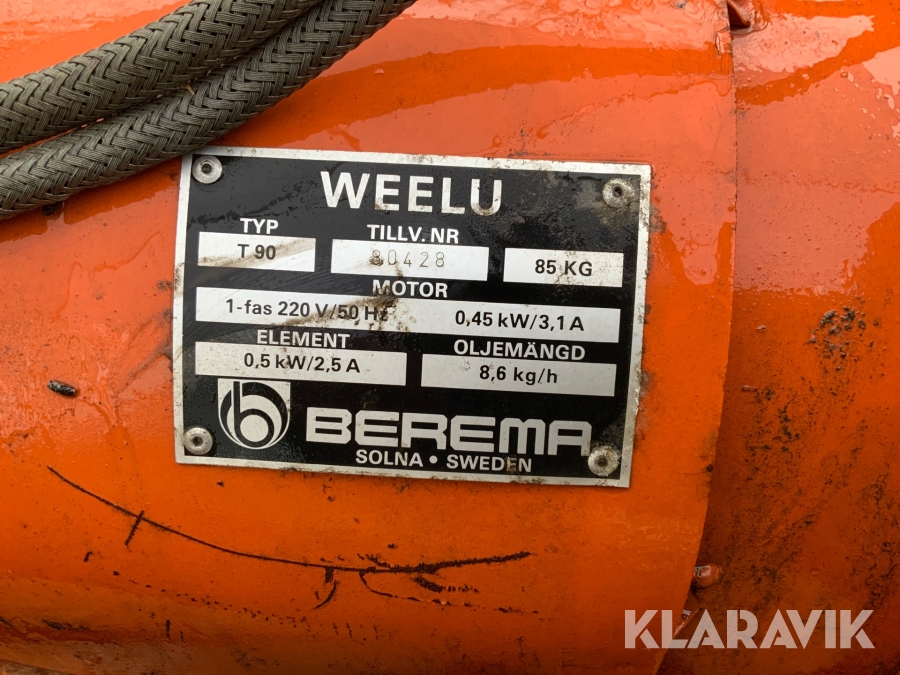 WEELU
TYP TILLV. NR
T 90 80428 85 KG
MOTOR
1-fas 220 V/50 Hz 0,45 kW/3,1 A
ELEMENT OLJEMÄNGD
0,5 kW/2,5 A 8,6 kg/h
b BEREMA
SOLNA • SWEDEN
KLARAVIK